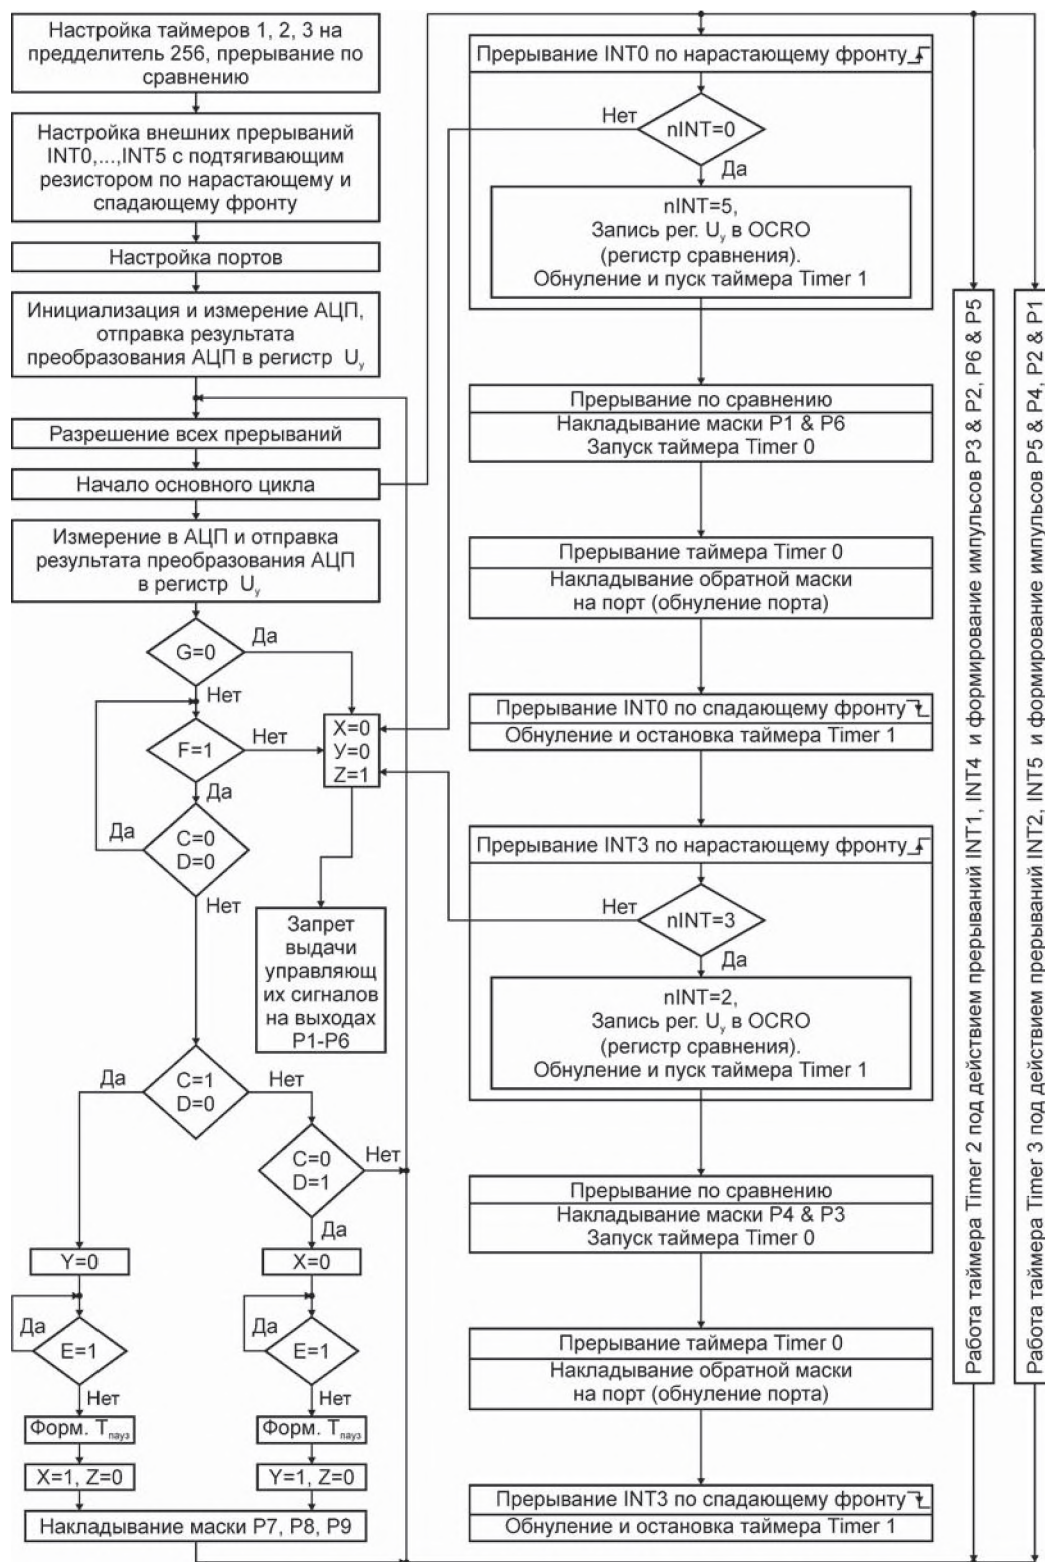 Настройка таймеров 1, 2, 3 на
предделитель 256, прерывание по
сравнению
Настройка внешних прерываний
INT0,...,INT5 с подтягивающим
резистором по нарастающему и
спадающему фронту
Настройка портов
Инициализация и измерение АЦП,
отправка результата
преобразования АЦП в регистр U_y
Разрешение всех прерываний
Начало основного цикла
Измерение в АЦП и отправка
результата преобразования АЦП
в регистр U_y
G=0
Да
Нет
F=1
Нет
Да
C=0
D=0
Да
Нет
X=0
У=0
Z=1
Запрет
выдачи
управляющ
их сигналов
на выходах
P1-P6
C=1
D=0
Да
Нет
C=0
D=1
Нет
Да
Y=0
Да
E=1
Нет
Форм. T_пауз
X=1, Z=0
X=0
Да
E=1
Нет
Форм. T_пауз
Y=1, Z=0
Накладывание маски P7, P8, P9
Прерывание INT0 по нарастающему фронту
nINT=0
Нет
Да
nINT=5,
Запись рег. U_y в OCRO
(регистр сравнения).
Обнуление и пуск таймера Timer 1
Прерывание по сравнению
Накладывание маски P1 & P6
Запуск таймера Timer 0
Прерывание таймера Timer 0
Накладывание обратной маски
на порт (обнуление порта)
Прерывание INT0 по спадающему фронту
Обнуление и остановка таймера Timer 1
Прерывание INT3 по нарастающему фронту
nINT=3
Нет
Да
nINT=2,
Запись рег. U_y в OCRO
(регистр сравнения).
Обнуление и пуск таймера Timer 1
Прерывание по сравнению
Накладывание маски P4 & P3
Запуск таймера Timer 0
Прерывание таймера Timer 0
Накладывание обратной маски
на порт (обнуление порта)
Прерывание INT3 по спадающему фронту
Обнуление и остановка таймера Timer 1
Работа таймера Timer 2 под действием прерываний INT1, INT4 и формирование импульсов P3 & P2, P6 & P5
Работа таймера Timer 3 под действием прерываний INT2, INT5 и формирование импульсов P5 & P4, P2 & P1